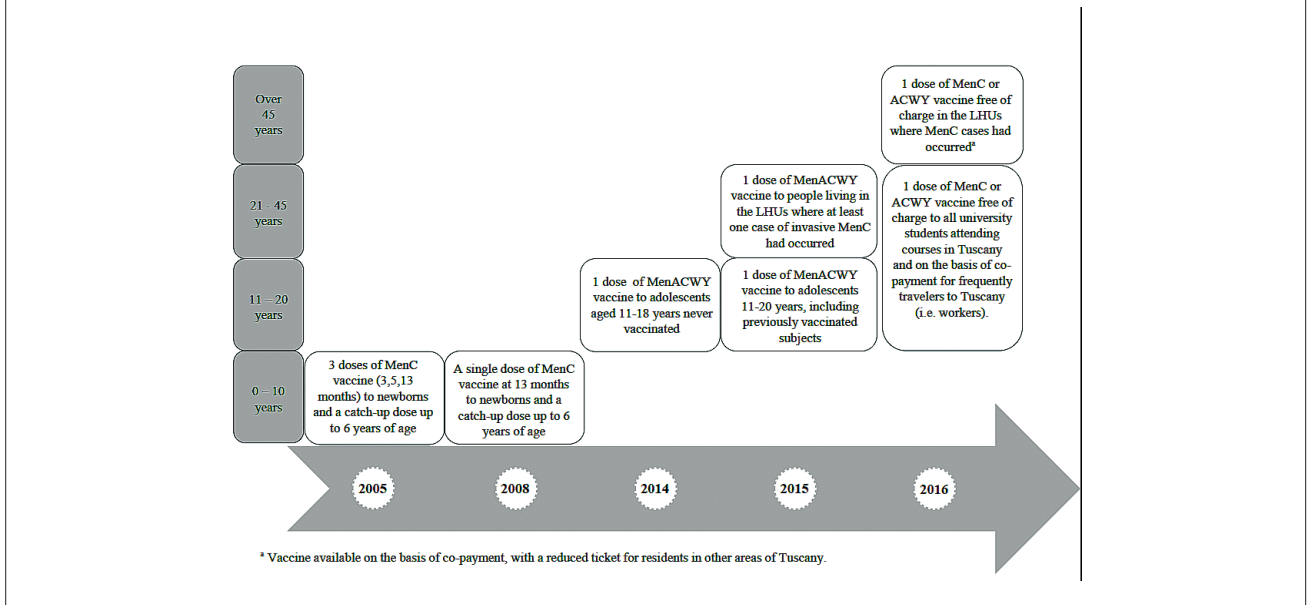 Over
45
years
1 dose of MenC or
ACWY vaccine free of
charge in the LHUs
where MenC cases had
occurredᵃ
21 - 45
years
1 dose of MenACWY
vaccine to people living in
the LHUs where at least
one case of invasive MenC
had occurred
1 dose of MenC or
ACWY vaccine free of
charge to all university
students attending
courses in Tuscany
and on the basis of co-
payment for frequently
travelers to Tuscany
(i.e. workers).
11 – 20
years
1 dose of MenACWY
vaccine to adolescents
aged 11-18 years never
vaccinated
1 dose of MenACWY
vaccine to adolescents
11-20 years, including
previously vaccinated
subjects
0 – 10
years
3 doses of MenC
vaccine (3,5,13
months) to newborns
and a catch-up dose up
to 6 years of age
A single dose of MenC
vaccine at 13 months
to newborns and a
catch-up dose up to 6
years of age
2005
2008
2014
2015
2016
ᵃ Vaccine available on the basis of co-payment, with a reduced ticket for residents in other areas of Tuscany.